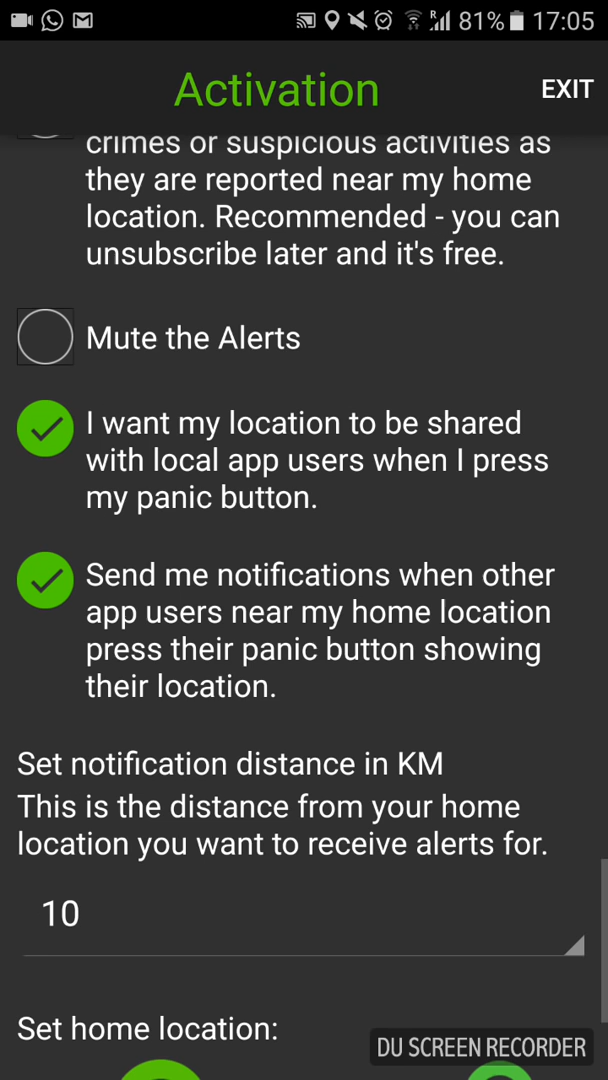 R 81% 17:05
Activation
EXIT
crimes or suspicious activities as
they are reported near my home
location. Recommended - you can
unsubscribe later and it's free.
Mute the Alerts
I want my location to be shared
with local app users when I press
my panic button.
Send me notifications when other
app users near my home location
press their panic button showing
their location.
Set notification distance in KM
This is the distance from your home
location you want to receive alerts for.
10
Set home location:
DU SCREEN RECORDER